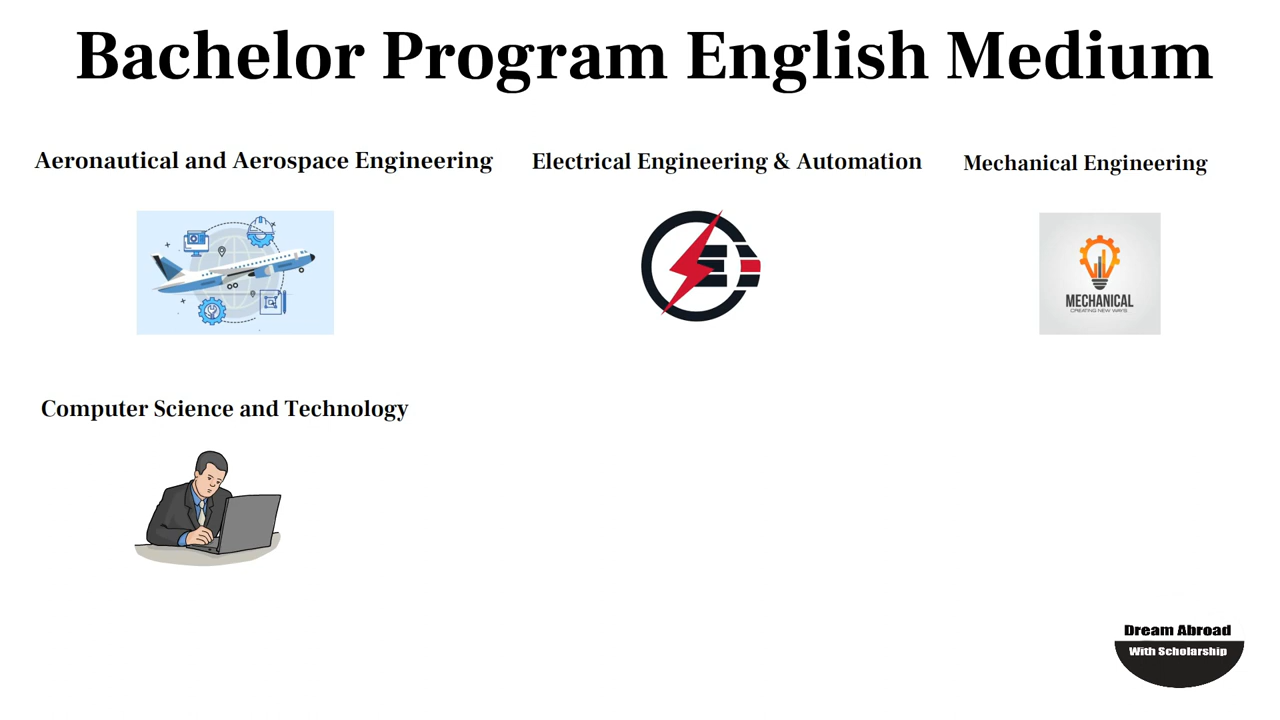 Bachelor Program English Medium
Aeronautical and Aerospace Engineering
Electrical Engineering & Automation
Mechanical Engineering
MECHANICAL
CREATING NEW WAYS
Computer Science and Technology
Dream Abroad
With Scholarship